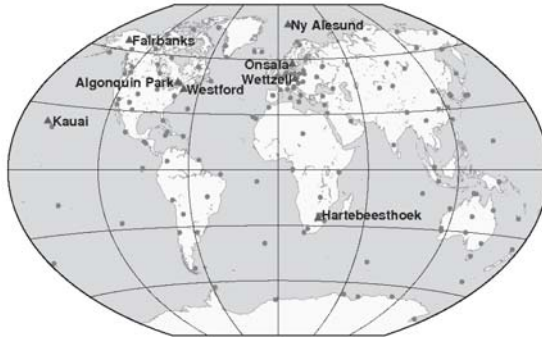 Ny Alesund
Fairbanks
Onsala
Wettzell
Algonquin Park
Westford
Kauai
Hartebeesthoek